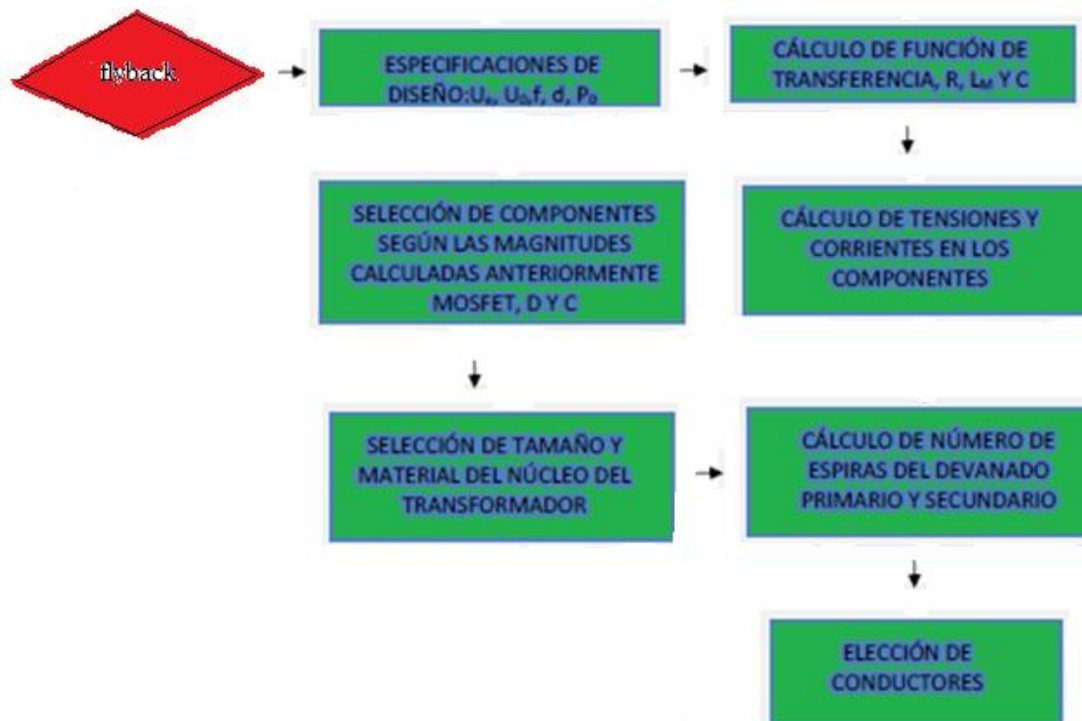 flyback
ESPECIFICACIONES DE
DISEÑO:Uₑ, U₀,f, d, P₀
CÁLCULO DE FUNCIÓN DE
TRANSFERENCIA, R, Lₘ Y C
CÁLCULO DE TENSIONES Y
CORRIENTES EN LOS
COMPONENTES
SELECCIÓN DE COMPONENTES
SEGÚN LAS MAGNITUDES
CALCULADAS ANTERIORMENTE
MOSFET, D Y C
SELECCIÓN DE TAMAÑO Y
MATERIAL DEL NÚCLEO DEL
TRANSFORMADOR
CÁLCULO DE NÚMERO DE
ESPIRAS DEL DEVANADO
PRIMARIO Y SECUNDARIO
ELECCIÓN DE
CONDUCTORES